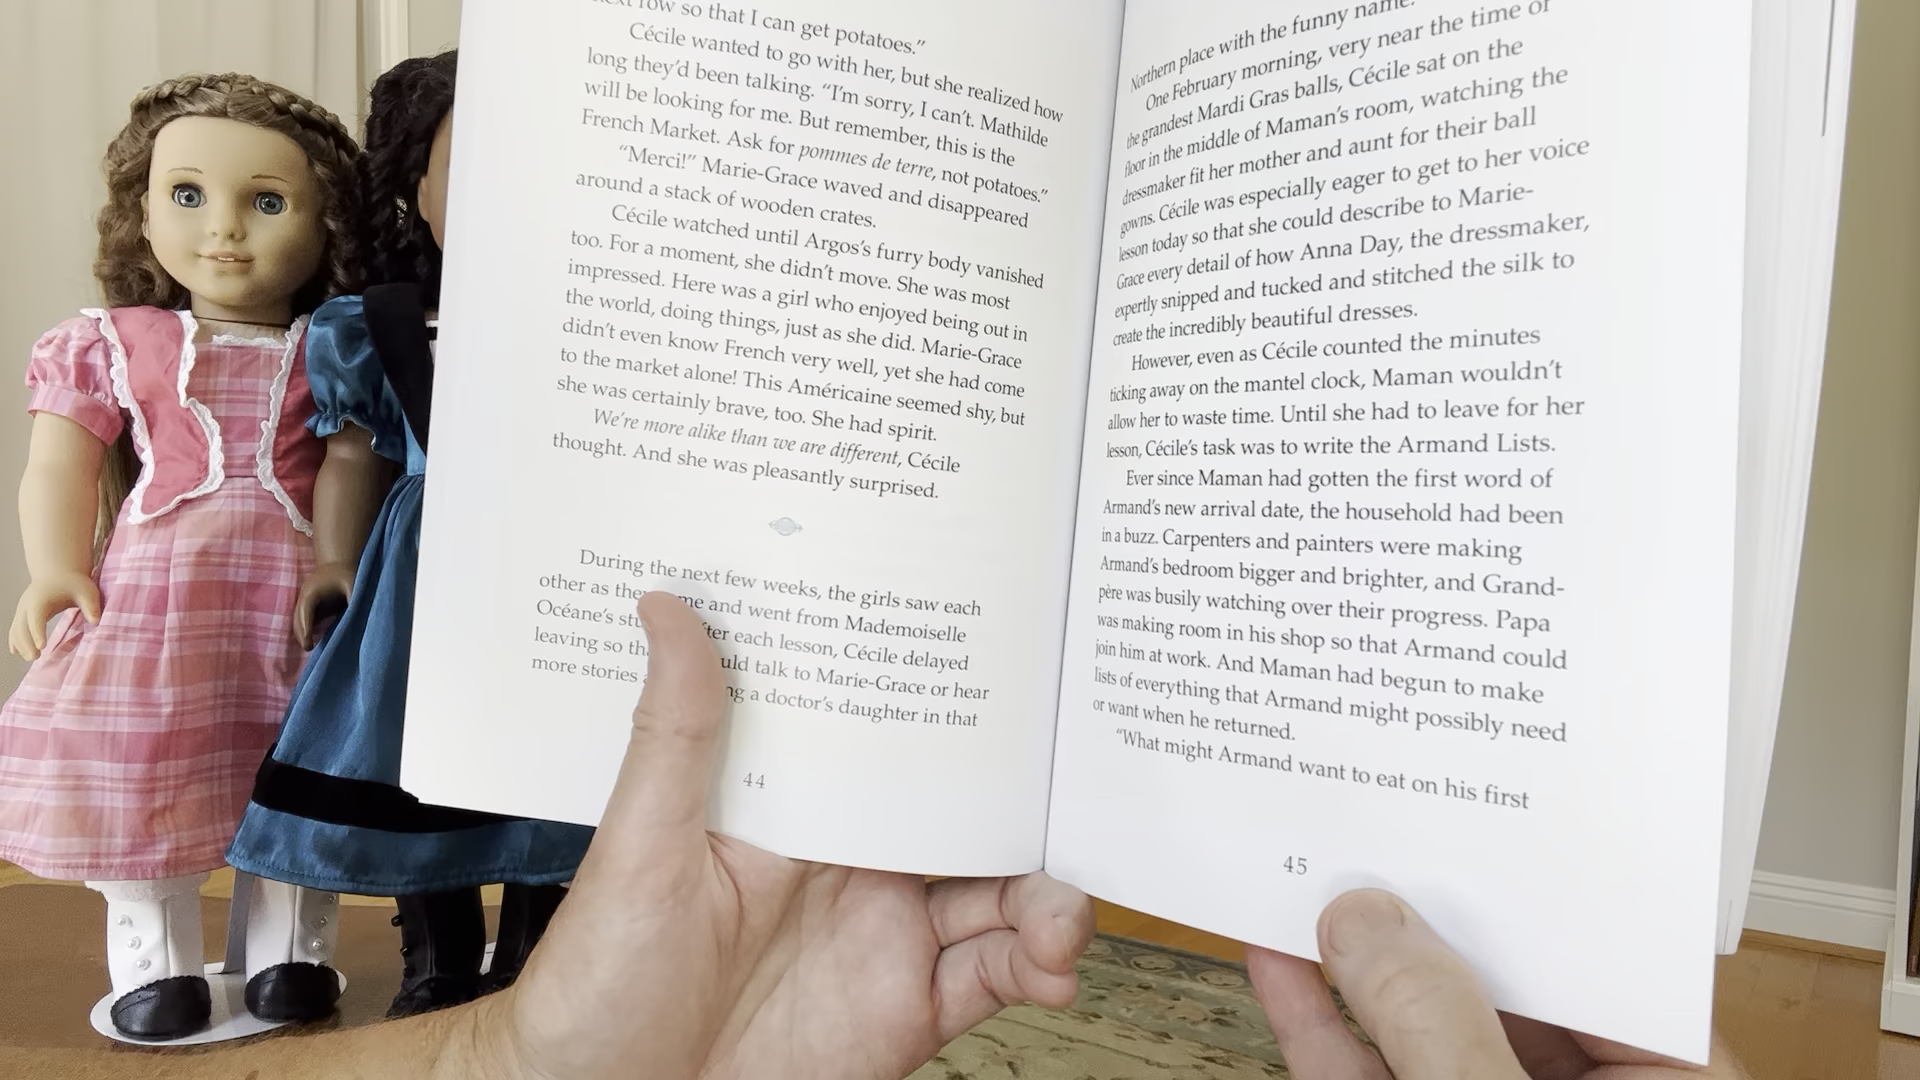 row so that I can get potatoes.”
Cécile wanted to go with her, but she realized how
long they’d been talking. “I’m sorry, I can’t. Mathilde
will be looking for me. But remember, this is the
French Market. Ask for pommes de terre, not potatoes.”
“Merci!” Marie-Grace waved and disappeared
around a stack of wooden crates.
Cécile watched until Argos’s furry body vanished
too. For a moment, she didn’t move. She was most
impressed. Here was a girl who enjoyed being out in
the world, doing things, just as she did. Marie-Grace
didn’t even know French very well, yet she had come
to the market alone! This Américaine seemed shy, but
she was certainly brave, too. She had spirit.
We’re more alike than we are different, Cécile
thought. And she was pleasantly surprised.
During the next few weeks, the girls saw each
other as they me and went from Mademoiselle
Océane’s stu ter each lesson, Cécile delayed
leaving so tha uld talk to Marie-Grace or hear
more stories ng a doctor’s daughter in that
44
Northern place with the funny name.
One February morning, very near the time of
the grandest Mardi Gras balls, Cécile sat on the
floor in the middle of Maman’s room, watching the
dressmaker fit her mother and aunt for their ball
gowns. Cécile was especially eager to get to her voice
lesson today so that she could describe to Marie-
Grace every detail of how Anna Day, the dressmaker,
expertly snipped and tucked and stitched the silk to
create the incredibly beautiful dresses.
However, even as Cécile counted the minutes
ticking away on the mantel clock, Maman wouldn’t
allow her to waste time. Until she had to leave for her
lesson, Cécile’s task was to write the Armand Lists.
Ever since Maman had gotten the first word of
Armand’s new arrival date, the household had been
in a buzz. Carpenters and painters were making
Armand’s bedroom bigger and brighter, and Grand-
père was busily watching over their progress. Papa
was making room in his shop so that Armand could
join him at work. And Maman had begun to make
lists of everything that Armand might possibly need
or want when he returned.
“What might Armand want to eat on his first
45